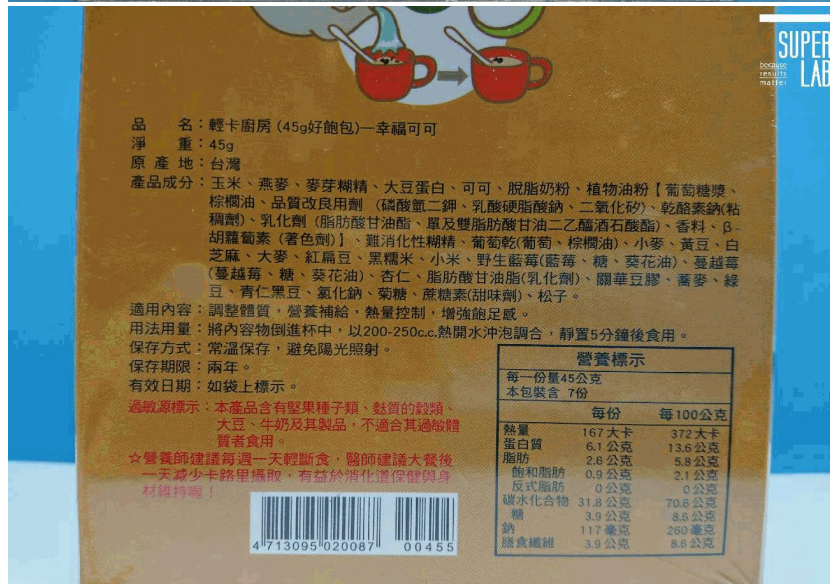 SUPER
because
results
matter
LAB
品　　名：輕卡廚房 (45g好飽包)—幸福可可
淨　　重：45g
原 產 地：台灣
產品成分：玉米、燕麥、麥芽糊精、大豆蛋白、可可、脫脂奶粉、植物油粉【葡萄糖漿、
棕櫚油、品質改良用劑（磷酸氫二鉀、乳酸硬脂酸鈉、二氧化矽)、乾酪素鈉(粘
稠劑)、乳化劑（脂肪酸甘油酯、單及雙脂肪酸甘油二乙醯酒石酸酯)、香料、β-
胡蘿蔔素（著色劑)】、難消化性糊精、葡萄乾(葡萄、棕櫚油)、小麥、黃豆、白
芝麻、大麥、紅扁豆、黑糯米、小米、野生藍莓(藍莓、糖、葵花油)、蔓越莓
(蔓越莓、糖、葵花油)、杏仁、脂肪酸甘油脂(乳化劑)、關華豆膠、蕎麥、綠
豆、青仁黑豆、氯化鈉、菊糖、蔗糖素(甜味劑)、松子。
適用內容：調整體質，營養補給，熱量控制，增強飽足感。
用法用量：將內容物倒進杯中，以200-250c.c.熱開水沖泡調合，靜置5分鐘後食用。
保存方式：常溫保存，避免陽光照射。
保存期限：兩年。
有效日期：如袋上標示。
過敏源標示：本產品含有堅果種子類、麩質的穀類、
大豆、牛奶及其製品，不適合其過敏體
質者食用。
☆營養師建議每週一天輕斷食，醫師建議大餐後
一天減少卡路里攝取，有益於消化道保健與身
材維持喔！
營養標示
每一份量45公克
本包裝含 7份
每份 每100公克
熱量 167 大卡 372 大卡
蛋白質 6.1 公克 13.6 公克
脂肪 2.6 公克 5.8 公克
飽和脂肪 0.9 公克 2.1 公克
反式脂肪 0 公克 0 公克
碳水化合物 31.8 公克 70.6 公克
糖 3.9 公克 8.6 公克
鈉 117 毫克 260 毫克
膳食纖維 3.9 公克 8.6 公克
4 713095 020087 00455